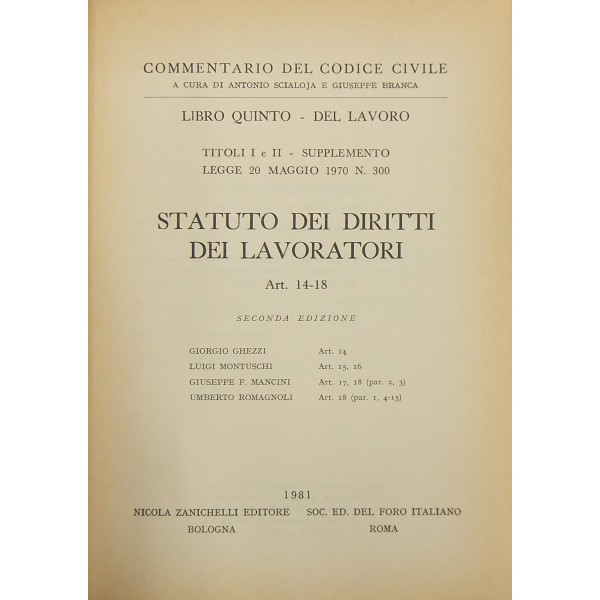 COMMENTARIO DEL CODICE CIVILE
A CURA DI ANTONIO SCIALOJA E GIUSEPPE BRANCA
LIBRO QUINTO - DEL LAVORO
TITOLI I e II - SUPPLEMENTO
LEGGE 20 MAGGIO 1970 N. 300
STATUTO DEI DIRITTI
DEI LAVORATORI
Art. 14-18
SECONDA EDIZIONE
GIORGIO GHEZZI Art. 14
LUIGI MONTUSCHI Art. 15, 16
GIUSEPPE F. MANCINI Art. 17, 18 (par. 2, 3)
UMBERTO ROMAGNOLI Art. 18 (par. 1, 4-15)
1981
NICOLA ZANICHELLI EDITORE SOC. ED. DEL FORO ITALIANO
BOLOGNA ROMA